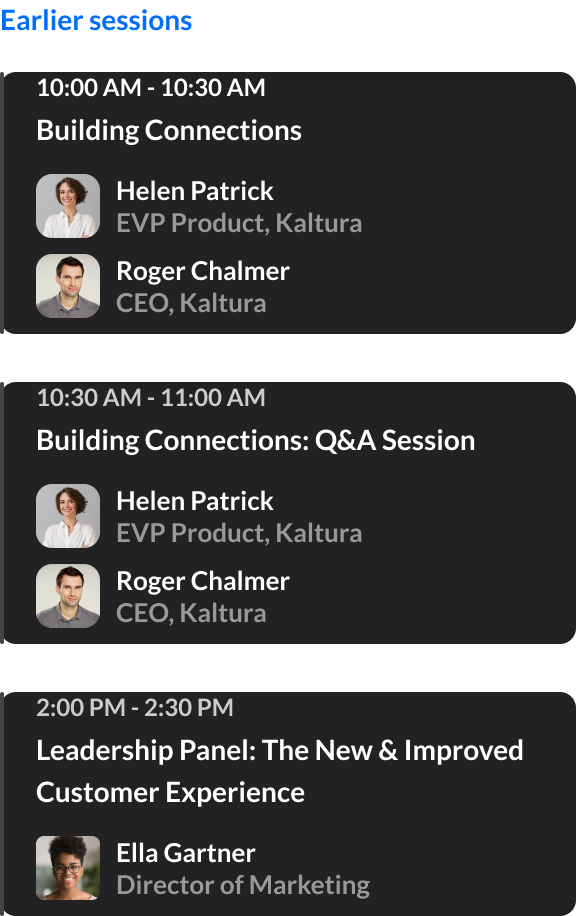 Earlier sessions
10:00 AM - 10:30 AM
Building Connections
Helen Patrick
EVP Product, Kaltura
Roger Chalmer
CEO, Kaltura
10:30 AM - 11:00 AM
Building Connections: Q&A Session
Helen Patrick
EVP Product, Kaltura
Roger Chalmer
CEO, Kaltura
2:00 PM - 2:30 PM
Leadership Panel: The New & Improved
Customer Experience
Ella Gartner
Director of Marketing